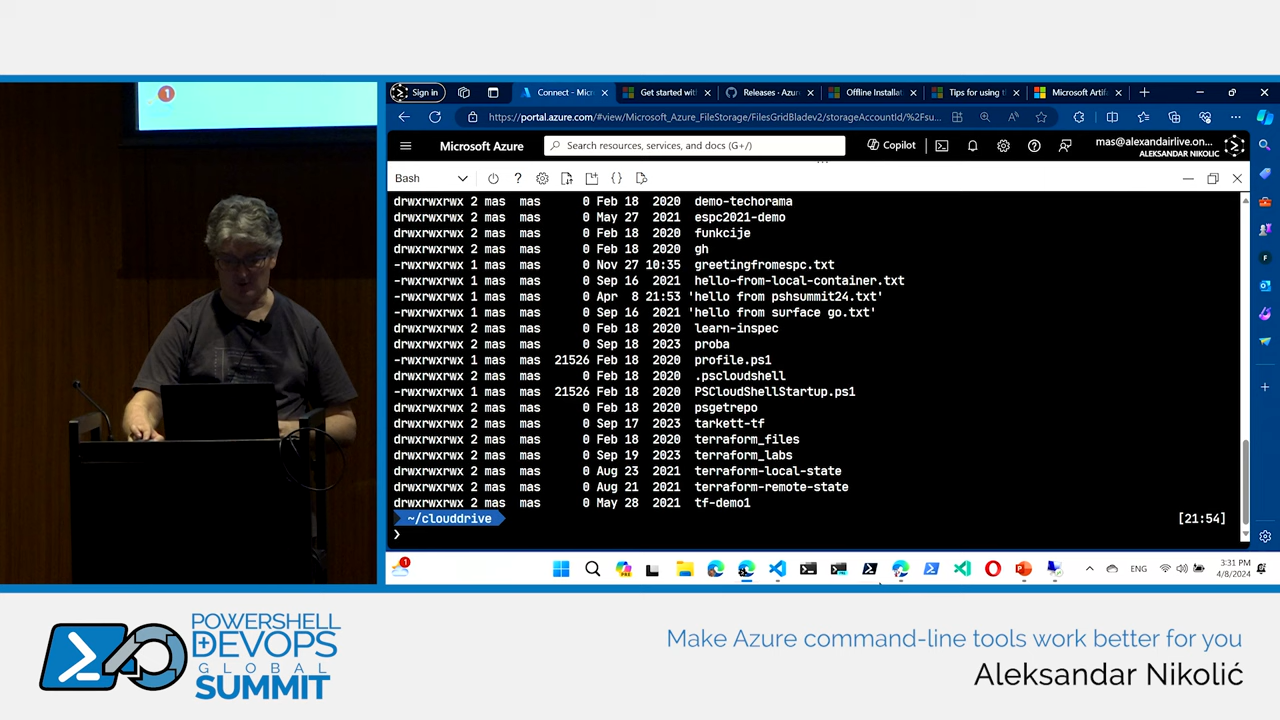 1
Sign in
Connect - Micr
Get started with
Releases · Azure
Offline Installat
Tips for using th
Microsoft Artifa
https://portal.azure.com/#view/Microsoft_Azure_FileStorage/FilesGridBladev2/storageAccountId/%2Fsu...
Microsoft Azure
Search resources, services, and docs (G+/)
Copilot
mas@alexandairlive.on...
ALEKSANDAR NIKOLIC
Bash
drwxrwxrwx 2 mas mas 0 Feb 18 2020 demo-techorama
drwxrwxrwx 2 mas mas 0 May 27 2021 espc2021-demo
drwxrwxrwx 2 mas mas 0 Feb 18 2020 funkcije
drwxrwxrwx 2 mas mas 0 Feb 18 2020 gh
-rwxrwxrwx 1 mas mas 0 Nov 27 10:35 greetingfromespc.txt
-rwxrwxrwx 1 mas mas 0 Sep 16 2021 hello-from-local-container.txt
-rwxrwxrwx 1 mas mas 0 Apr 8 21:53 'hello from pshsummit24.txt'
-rwxrwxrwx 1 mas mas 0 Sep 16 2021 'hello from surface go.txt'
drwxrwxrwx 2 mas mas 0 Feb 18 2020 learn-inspec
drwxrwxrwx 2 mas mas 0 Sep 18 2023 proba
-rwxrwxrwx 1 mas mas 21526 Feb 18 2020 profile.ps1
drwxrwxrwx 2 mas mas 0 Feb 18 2020 .pscloudshell
-rwxrwxrwx 1 mas mas 21526 Feb 18 2020 PSCloudShellStartup.ps1
drwxrwxrwx 2 mas mas 0 Feb 18 2020 psgetrepo
drwxrwxrwx 2 mas mas 0 Sep 17 2023 tarkett-tf
drwxrwxrwx 2 mas mas 0 Feb 18 2020 terraform_files
drwxrwxrwx 2 mas mas 0 Sep 19 2023 terraform_labs
drwxrwxrwx 2 mas mas 0 Aug 23 2021 terraform-local-state
drwxrwxrwx 2 mas mas 0 Aug 21 2021 terraform-remote-state
drwxrwxrwx 2 mas mas 0 May 28 2021 tf-demo1
~/clouddrive [21:54]
❯
1
ENG
3:31 PM
4/8/2024
POWERSHELL
DEVOPS
GLOBAL
SUMMIT
Make Azure command-line tools work better for you
Aleksandar Nikolić